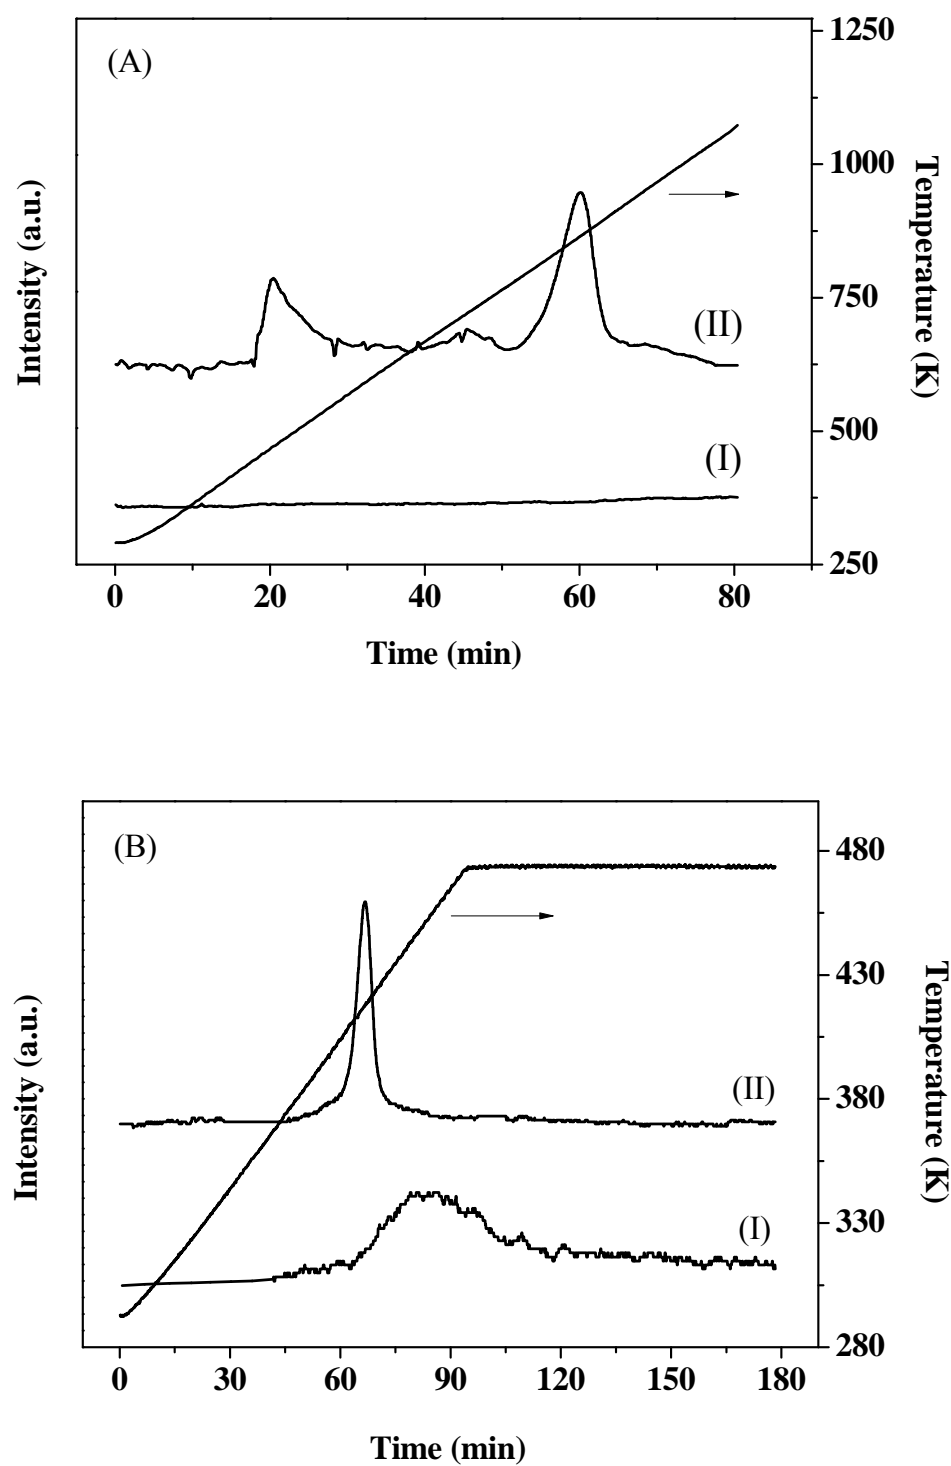 (A)
1250
1000
750
500
250
Intensity (a.u.)
Temperature (K)
(II)
(I)
0 20 40 60 80
Time (min)
(B)
480
430
380
330
280
Intensity (a.u.)
Temperature (K)
(II)
(I)
0 30 60 90 120 150 180
Time (min)